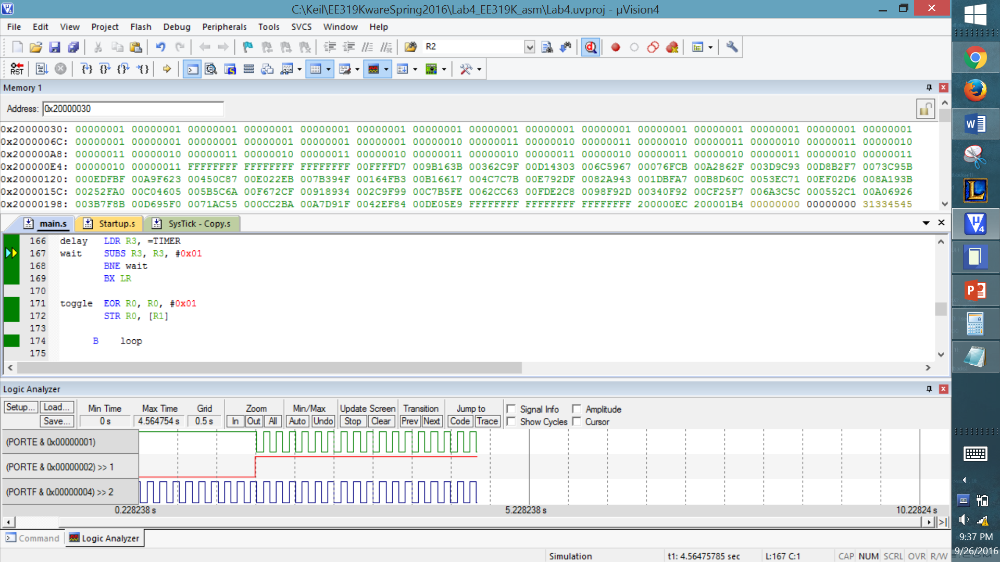 C:\Keil\EE319KwareSpring2016\Lab4_EE319K_asm\Lab4.uvproj - µVision4
File Edit View Project Flash Debug Peripherals Tools SVCS Window Help
R2
RST
Memory 1
Address: 0x20000030
0x20000030: 00000001 00000001 00000001 00000001 00000001 00000001 00000001 00000001 00000001 00000001 00000001 00000001 00000001 00000001 00000001
0x2000006C: 00000001 00000001 00000001 00000001 00000001 00000001 00000010 00000011 00000010 00000011 00000010 00000011 00000010 00000011 00000010
0x200000A8: 00000011 00000010 00000011 00000010 00000011 00000010 00000011 00000010 00000011 00000010 00000011 00000010 00000011 00000010 00000011
0x200000E4: 00000010 00000011 FFFFFFFF FFFFFFFF FFFFFFFF 00FFFFD7 009B163B 00362C9F 00D14303 006C5967 00076FCB 00A2862F 003D9C93 00D8B2F7 0073C95B
0x20000120: 000EDFBF 00A9F623 00450C87 00E022EB 007B394F 00164FB3 00B16617 004C7C7B 00E792DF 0082A943 001DBFA7 00B8D60C 0053EC71 00EF02D6 008A193B
0x2000015C: 00252FA0 00C04605 005B5C6A 00F672CF 00918934 002C9F99 00C7B5FE 0062CC63 00FDE2C8 0098F92D 00340F92 00CF25F7 006A3C5C 000552C1 00A06926
0x20000198: 003B7F8B 00D695F0 0071AC55 000CC2BA 00A7D91F 0042EF84 00DE05E9 FFFFFFFF FFFFFFFF FFFFFFFF 200000EC 200001B4 00000000 00000000 31334545
main.s Startup.s SysTick - Copy.s
166 delay LDR R3, =TIMER
167 wait SUBS R3, R3, #0x01
168 BNE wait
169 BX LR
170
171 toggle EOR R0, R0, #0x01
172 STR R0, [R1]
173
174 B loop
175
Logic Analyzer
Setup... Load... Min Time Max Time Grid Zoom Min/Max Update Screen Transition Jump to Signal Info Amplitude
Save... 0 s 4.564754 s 0.5 s In Out All Auto Undo Stop Clear Prev Next Code Trace Show Cycles Cursor
(PORTE & 0x00000001)
(PORTE & 0x00000002) >> 1
(PORTF & 0x00000004) >> 2
0.228238 s 5.228238 s 10.22824 s
Command Logic Analyzer
Simulation t1: 4.56475785 sec L:167 C:1 CAP NUM SCRL OVR R/W
9:37 PM
9/26/2016